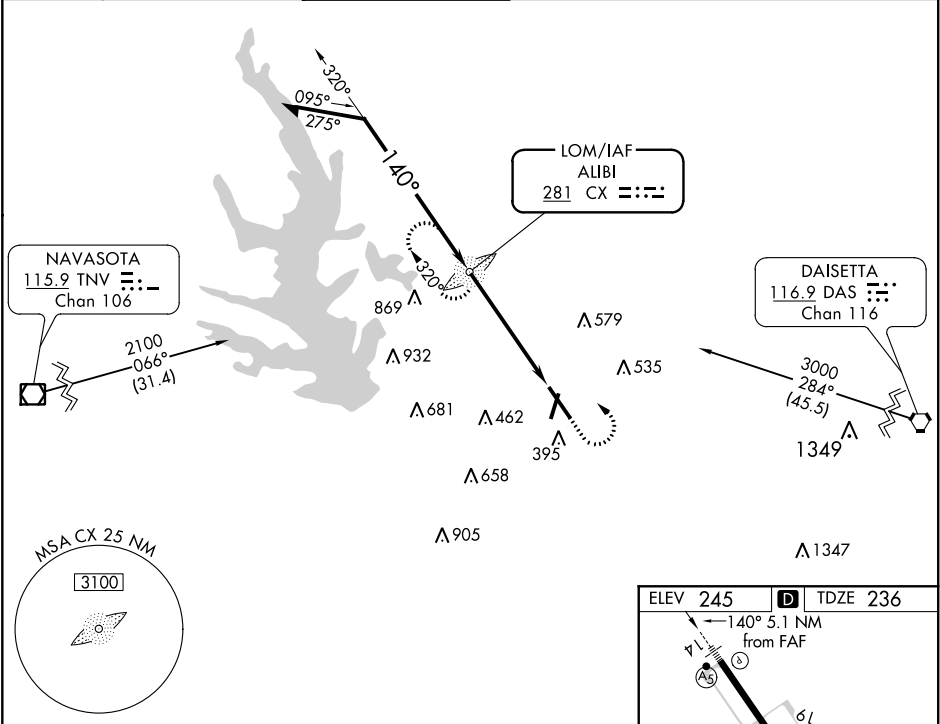 320°
095°
275°
140°
LOM/IAF
ALIBI
281 CX
320°
NAVASOTA
115.9 TNV
Chan 106
2100
066°
(31.4)
DAISETTA
116.9 DAS
Chan 116
3000
284°
(45.5)
869
579
932
535
681
462
395
1349
658
905
1347
MSA CX 25 NM
3100
ELEV 245 D TDZE 236
140° 5.1 NM
from FAF
14
P
A5
19